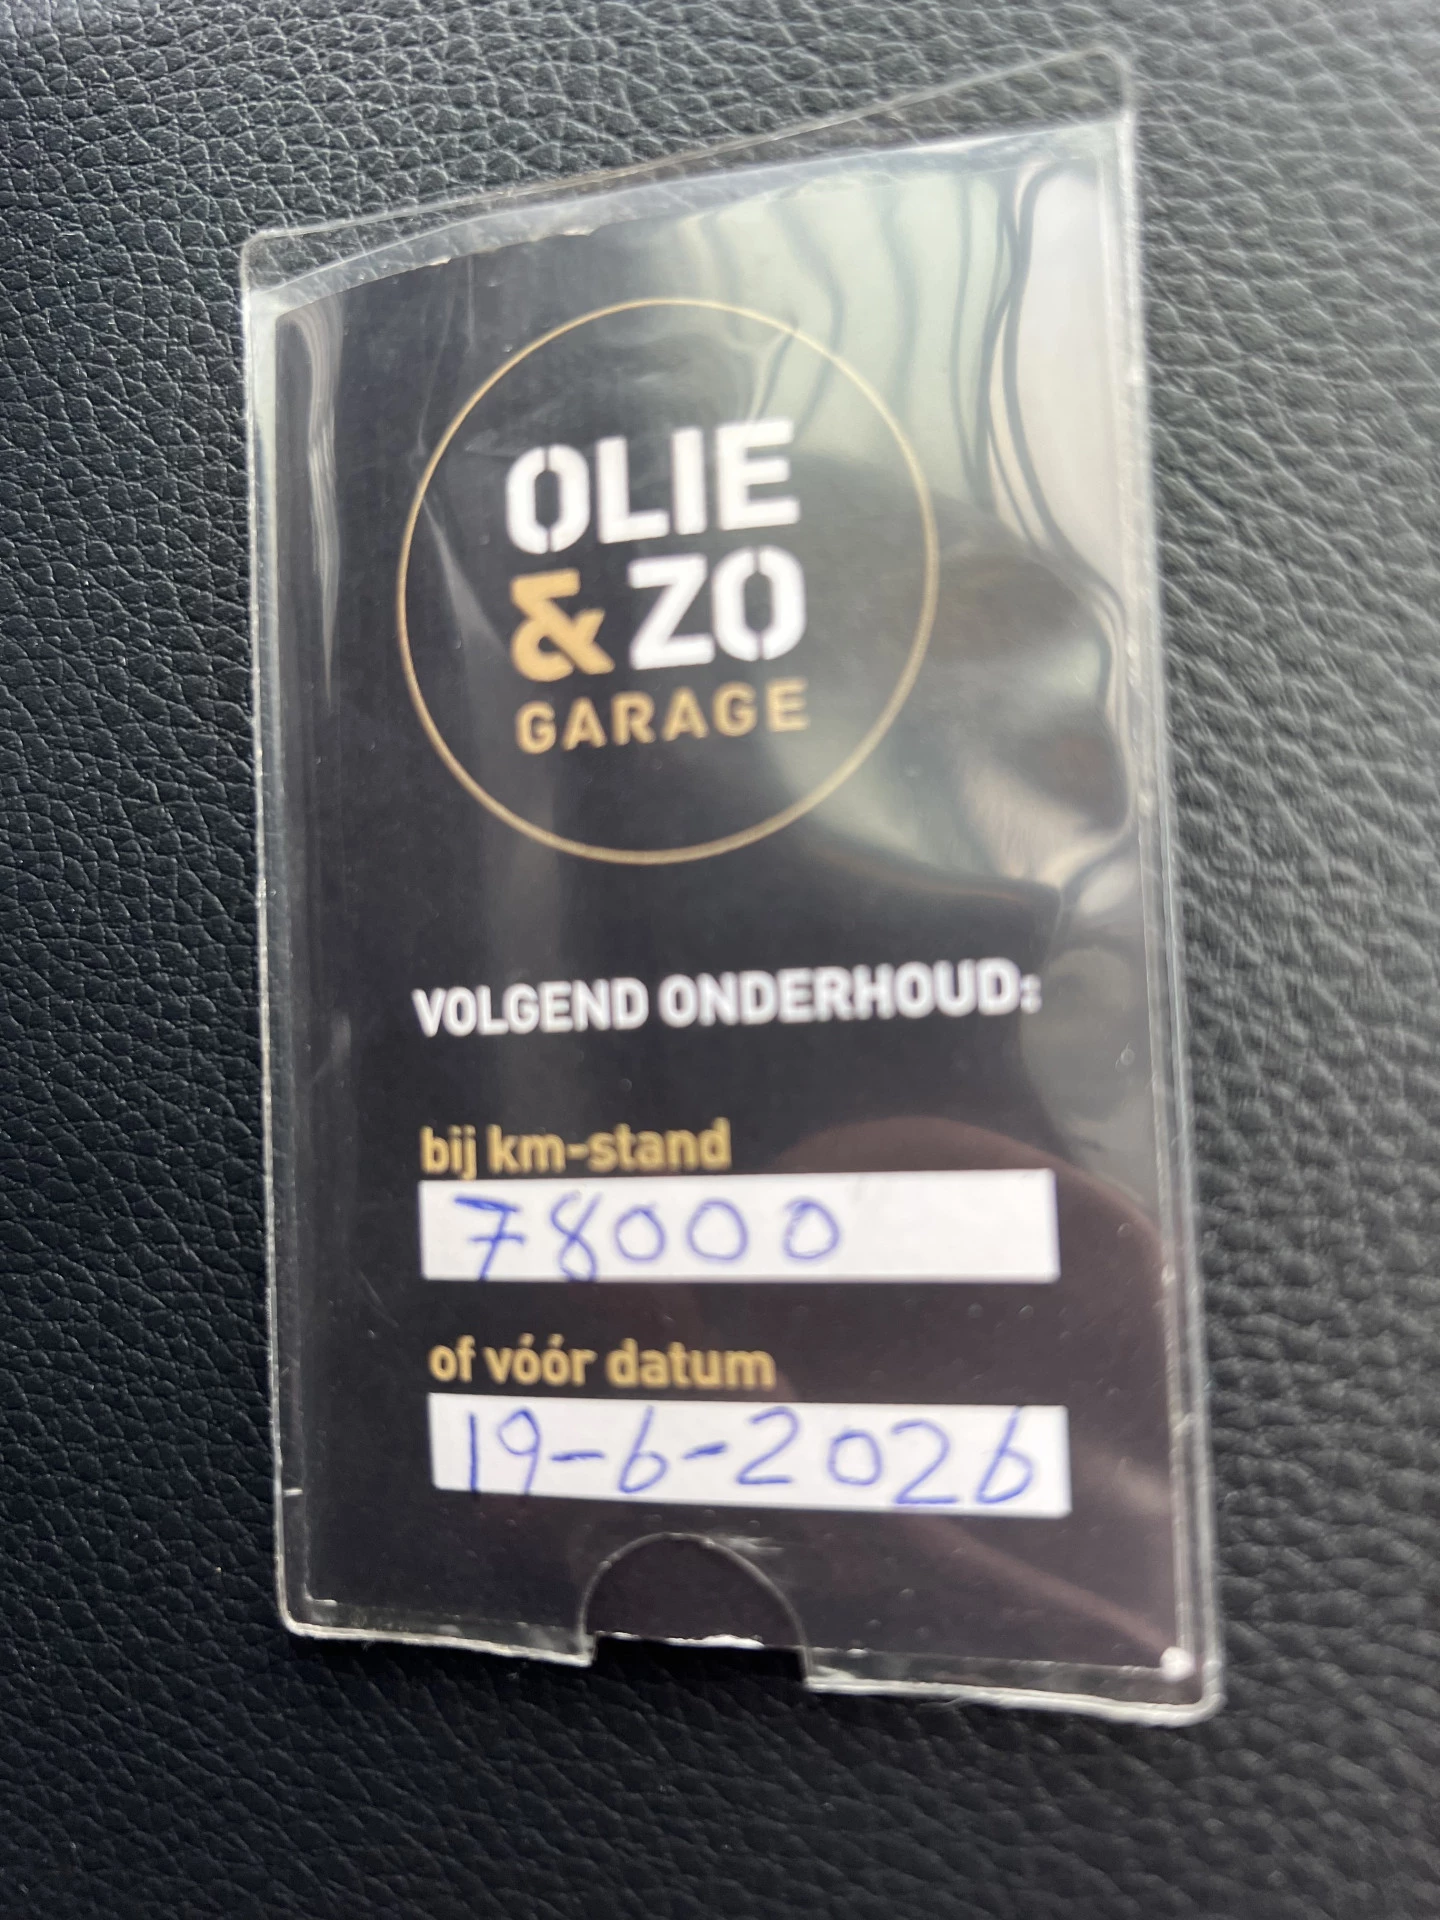 OLIE
& ZO
GARAGE
VOLGEND ONDERHOUD:
bij km-stand
78000
of vóór datum
19-6-2026